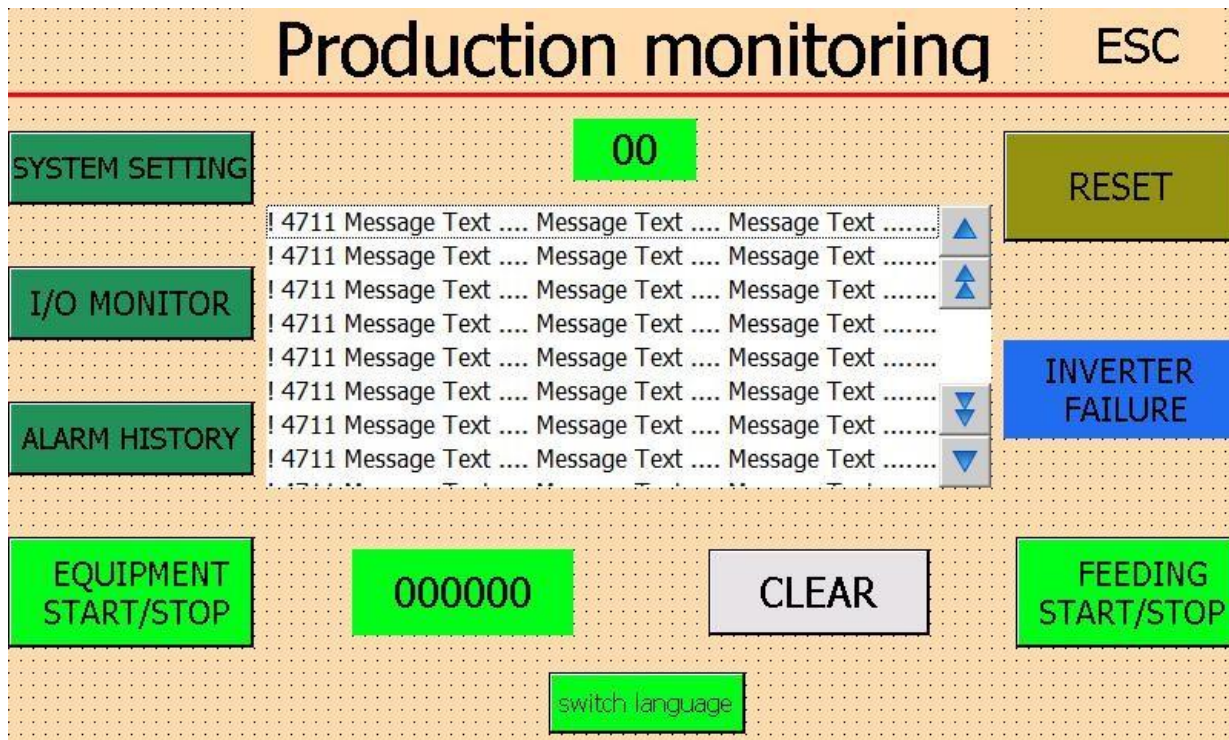 Production monitoring
ESC
SYSTEM SETTING
00
RESET
! 4711 Message Text .... Message Text .... Message Text .......
! 4711 Message Text .... Message Text .... Message Text .......
! 4711 Message Text .... Message Text .... Message Text .......
! 4711 Message Text .... Message Text .... Message Text .......
! 4711 Message Text .... Message Text .... Message Text .......
! 4711 Message Text .... Message Text .... Message Text .......
! 4711 Message Text .... Message Text .... Message Text .......
! 4711 Message Text .... Message Text .... Message Text .......
I/O MONITOR
INVERTER
FAILURE
ALARM HISTORY
EQUIPMENT
START/STOP
000000
CLEAR
FEEDING
START/STOP
switch language